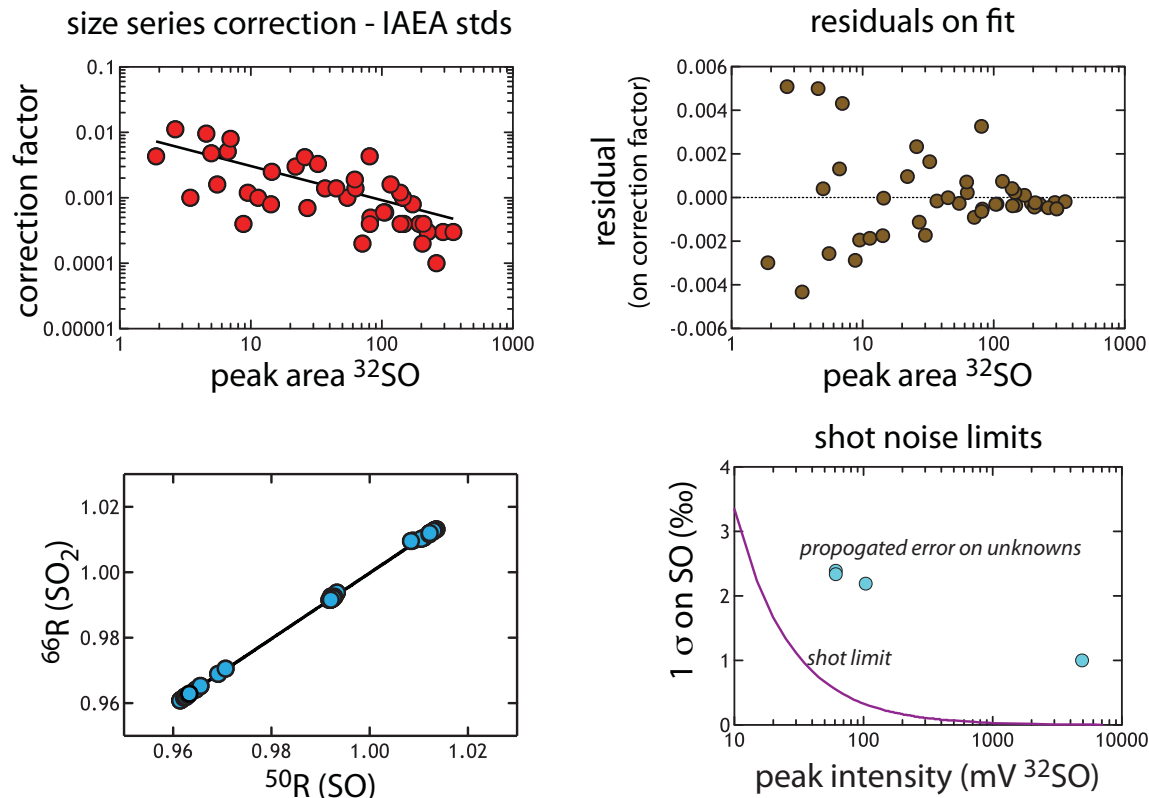 size series correction - IAEA stds
correction factor
0.1
0.01
0.001
0.0001
0.00001
1
10
100
1000
peak area ³²SO
residuals on fit
residual
(on correction factor)
0.006
0.004
0.002
0.000
-0.002
-0.004
-0.006
1
10
100
1000
peak area ³²SO
⁶⁶R (SO₂)
1.02
1.00
0.98
0.96
0.96
0.98
1.00
1.02
⁵⁰R (SO)
shot noise limits
1 σ on SO (‰)
4
3
2
1
0
propogated error on unknowns
shot limit
10
100
1000
10000
peak intensity (mV ³²SO)